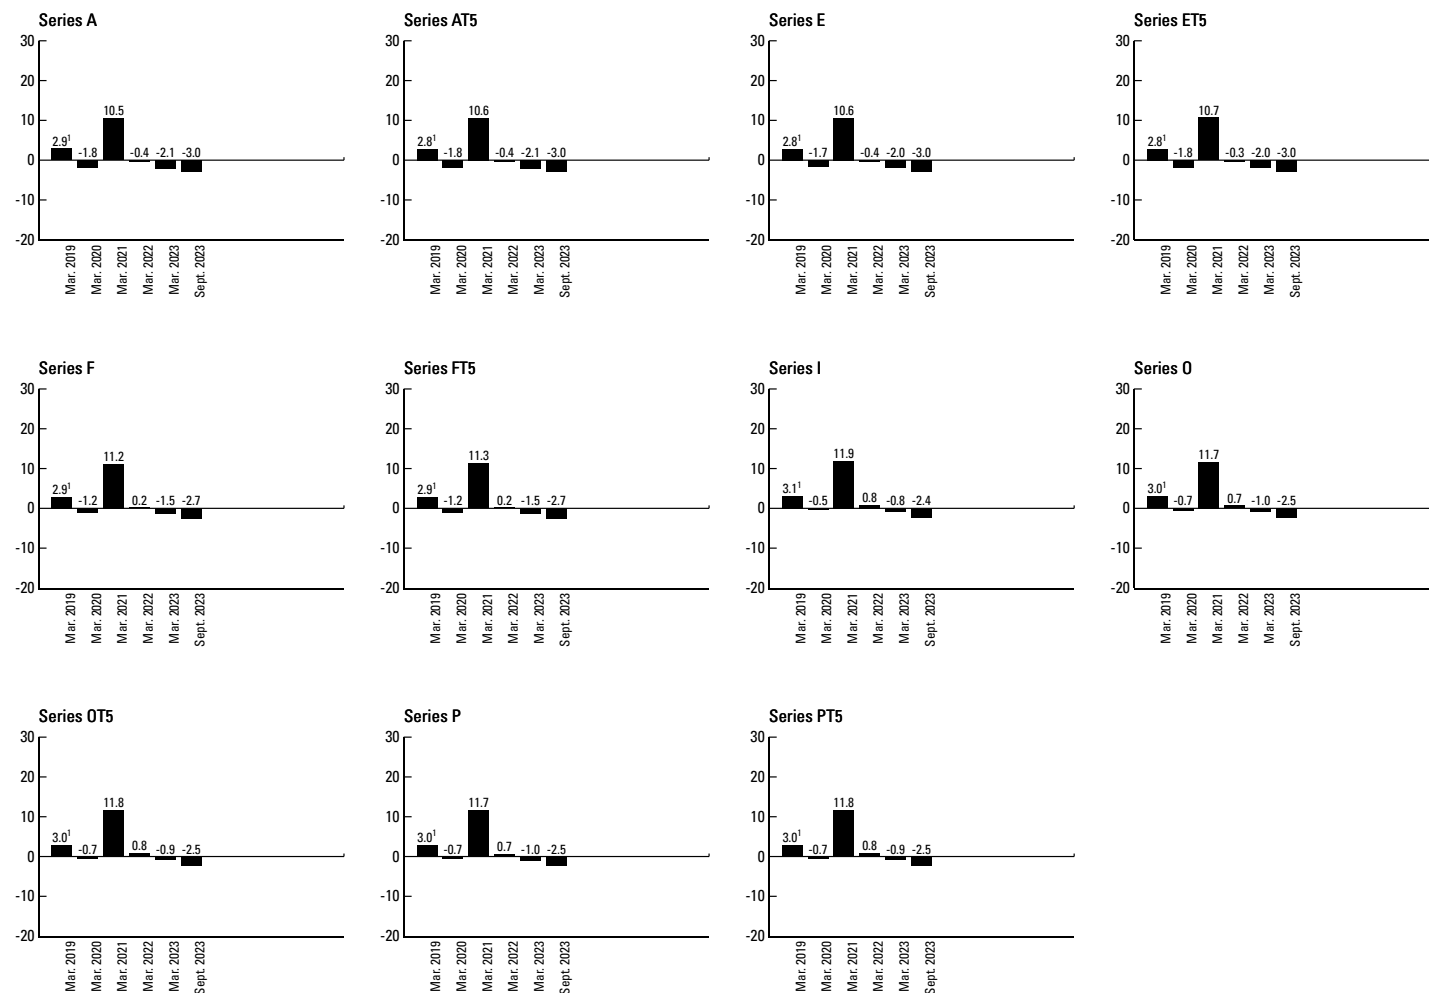 Series A
30
20
10
0
-10
-20
2.9¹ -1.8 10.5 -0.4 -2.1 -3.0
Mar. 2019
Mar. 2020
Mar. 2021
Mar. 2022
Mar. 2023
Sept. 2023
Series AT5
30
20
10
0
-10
-20
2.8¹ -1.8 10.6 -0.4 -2.1 -3.0
Mar. 2019
Mar. 2020
Mar. 2021
Mar. 2022
Mar. 2023
Sept. 2023
Series E
30
20
10
0
-10
-20
2.8¹ -1.7 10.6 -0.4 -2.0 -3.0
Mar. 2019
Mar. 2020
Mar. 2021
Mar. 2022
Mar. 2023
Sept. 2023
Series ET5
30
20
10
0
-10
-20
2.8¹ -1.8 10.7 -0.3 -2.0 -3.0
Mar. 2019
Mar. 2020
Mar. 2021
Mar. 2022
Mar. 2023
Sept. 2023
Series F
30
20
10
0
-10
-20
2.9¹ -1.2 11.2 0.2 -1.5 -2.7
Mar. 2019
Mar. 2020
Mar. 2021
Mar. 2022
Mar. 2023
Sept. 2023
Series FT5
30
20
10
0
-10
-20
2.9¹ -1.2 11.3 0.2 -1.5 -2.7
Mar. 2019
Mar. 2020
Mar. 2021
Mar. 2022
Mar. 2023
Sept. 2023
Series I
30
20
10
0
-10
-20
3.1¹ -0.5 11.9 0.8 -0.8 -2.4
Mar. 2019
Mar. 2020
Mar. 2021
Mar. 2022
Mar. 2023
Sept. 2023
Series O
30
20
10
0
-10
-20
3.0¹ -0.7 11.7 0.7 -1.0 -2.5
Mar. 2019
Mar. 2020
Mar. 2021
Mar. 2022
Mar. 2023
Sept. 2023
Series OT5
30
20
10
0
-10
-20
3.0¹ -0.7 11.8 0.8 -0.9 -2.5
Mar. 2019
Mar. 2020
Mar. 2021
Mar. 2022
Mar. 2023
Sept. 2023
Series P
30
20
10
0
-10
-20
3.0¹ -0.7 11.7 0.7 -1.0 -2.5
Mar. 2019
Mar. 2020
Mar. 2021
Mar. 2022
Mar. 2023
Sept. 2023
Series PT5
30
20
10
0
-10
-20
3.0¹ -0.7 11.8 0.8 -0.9 -2.5
Mar. 2019
Mar. 2020
Mar. 2021
Mar. 2022
Mar. 2023
Sept. 2023